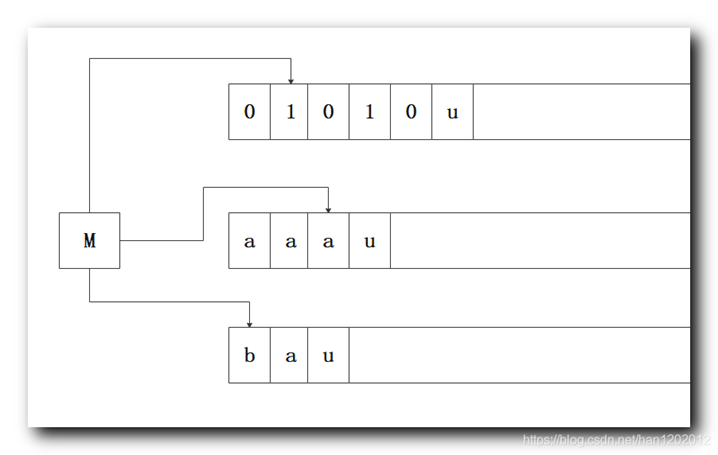 0 1 0 1 0 u
M a a a u
b a u
https://blog.csdn.net/han1202012